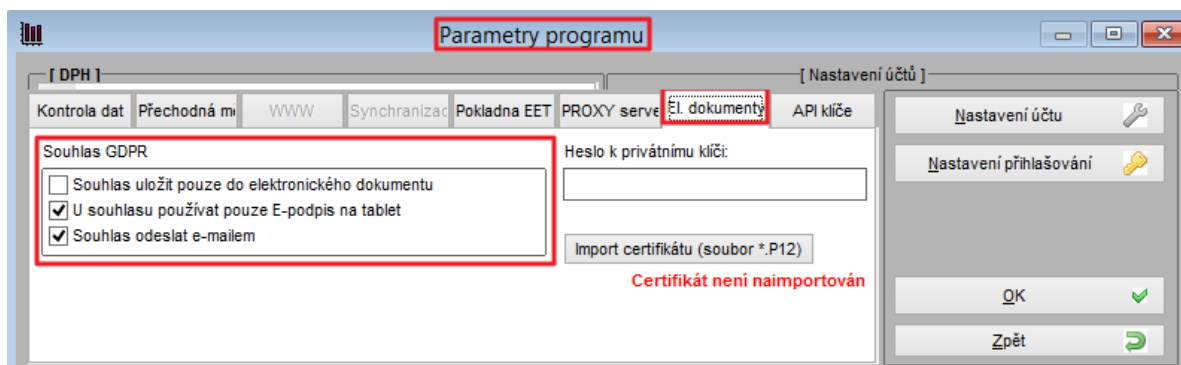 Parametry programu
[ DPH ]
[ Nastavení účtů ]
Kontrola dat Přechodná mě WWW Synchronizac Pokladna EET PROXY serve El. dokumenty API klíče
Nastavení účtu
Souhlas GDPR
Heslo k privátnímu klíči:
Nastavení přihlašování
Souhlas uložit pouze do elektronického dokumentu
U souhlasu používat pouze E-podpis na tablet
Souhlas odeslat e-mailem
Import certifikátu (soubor *.P12)
Certifikát není naimportován
OK
Zpět